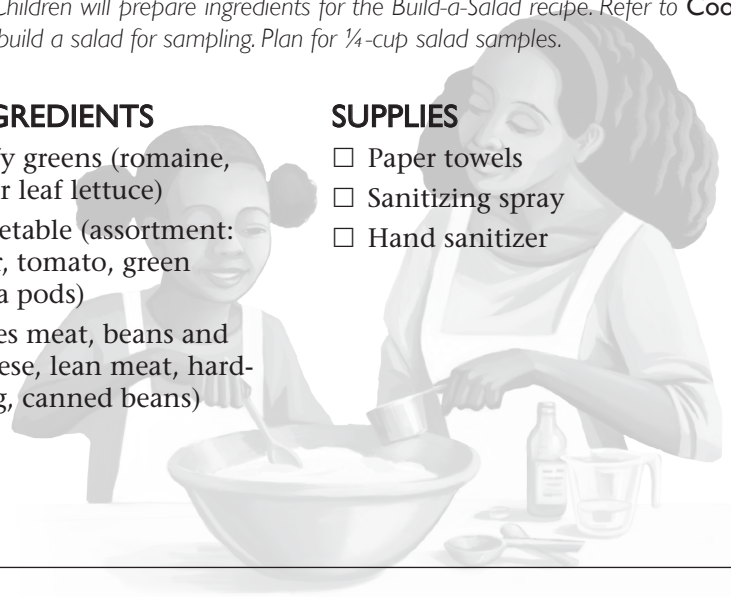 Children will prepare ingredients for the Build-a-Salad recipe. Refer to Coo
build a salad for sampling. Plan for ¼-cup salad samples.
GREDIENTS
y greens (romaine,
r leaf lettuce)
etable (assortment:
, tomato, green
a pods)
es meat, beans and
ese, lean meat, hard-
g, canned beans)
SUPPLIES
☐ Paper towels
☐ Sanitizing spray
☐ Hand sanitizer